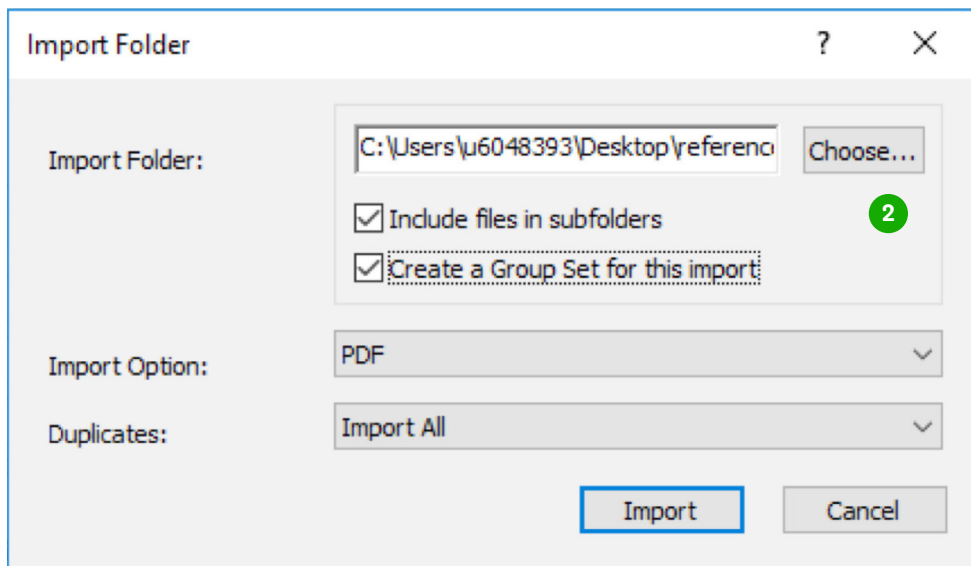 Import Folder
?
Import Folder:
C:\Users\u6048393\Desktop\referenc
Choose...
Include files in subfolders
2
Create a Group Set for this import
Import Option:
PDF
Duplicates:
Import All
Import
Cancel